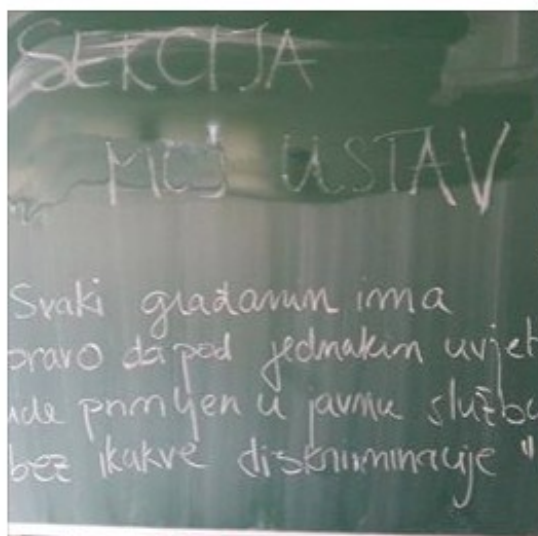 SEKCIJA
MOJ USTAV
Svaki građanin ima
pravo da pod jednakim uvjet
ude primljen u javnu službu
bez ikakve diskriminacije "